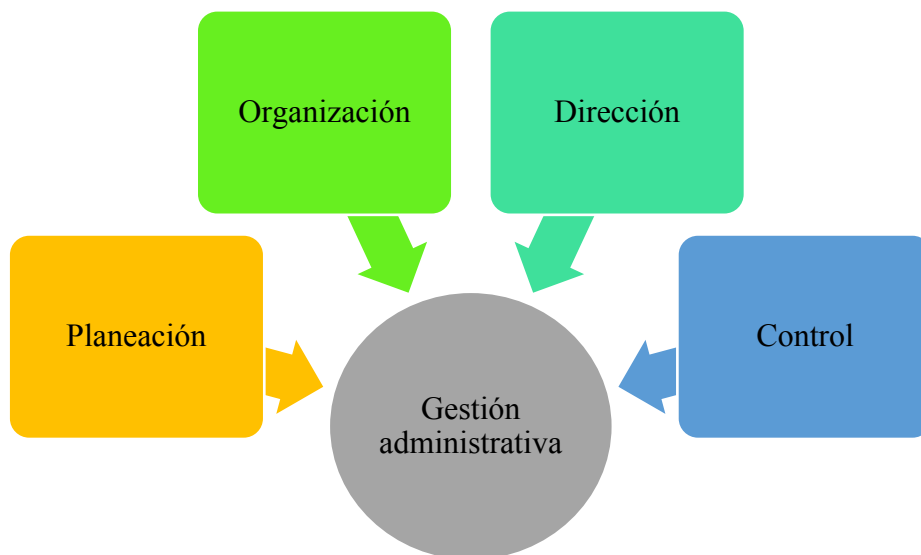 Organización
Dirección
Planeación
Control
Gestión
administrativa